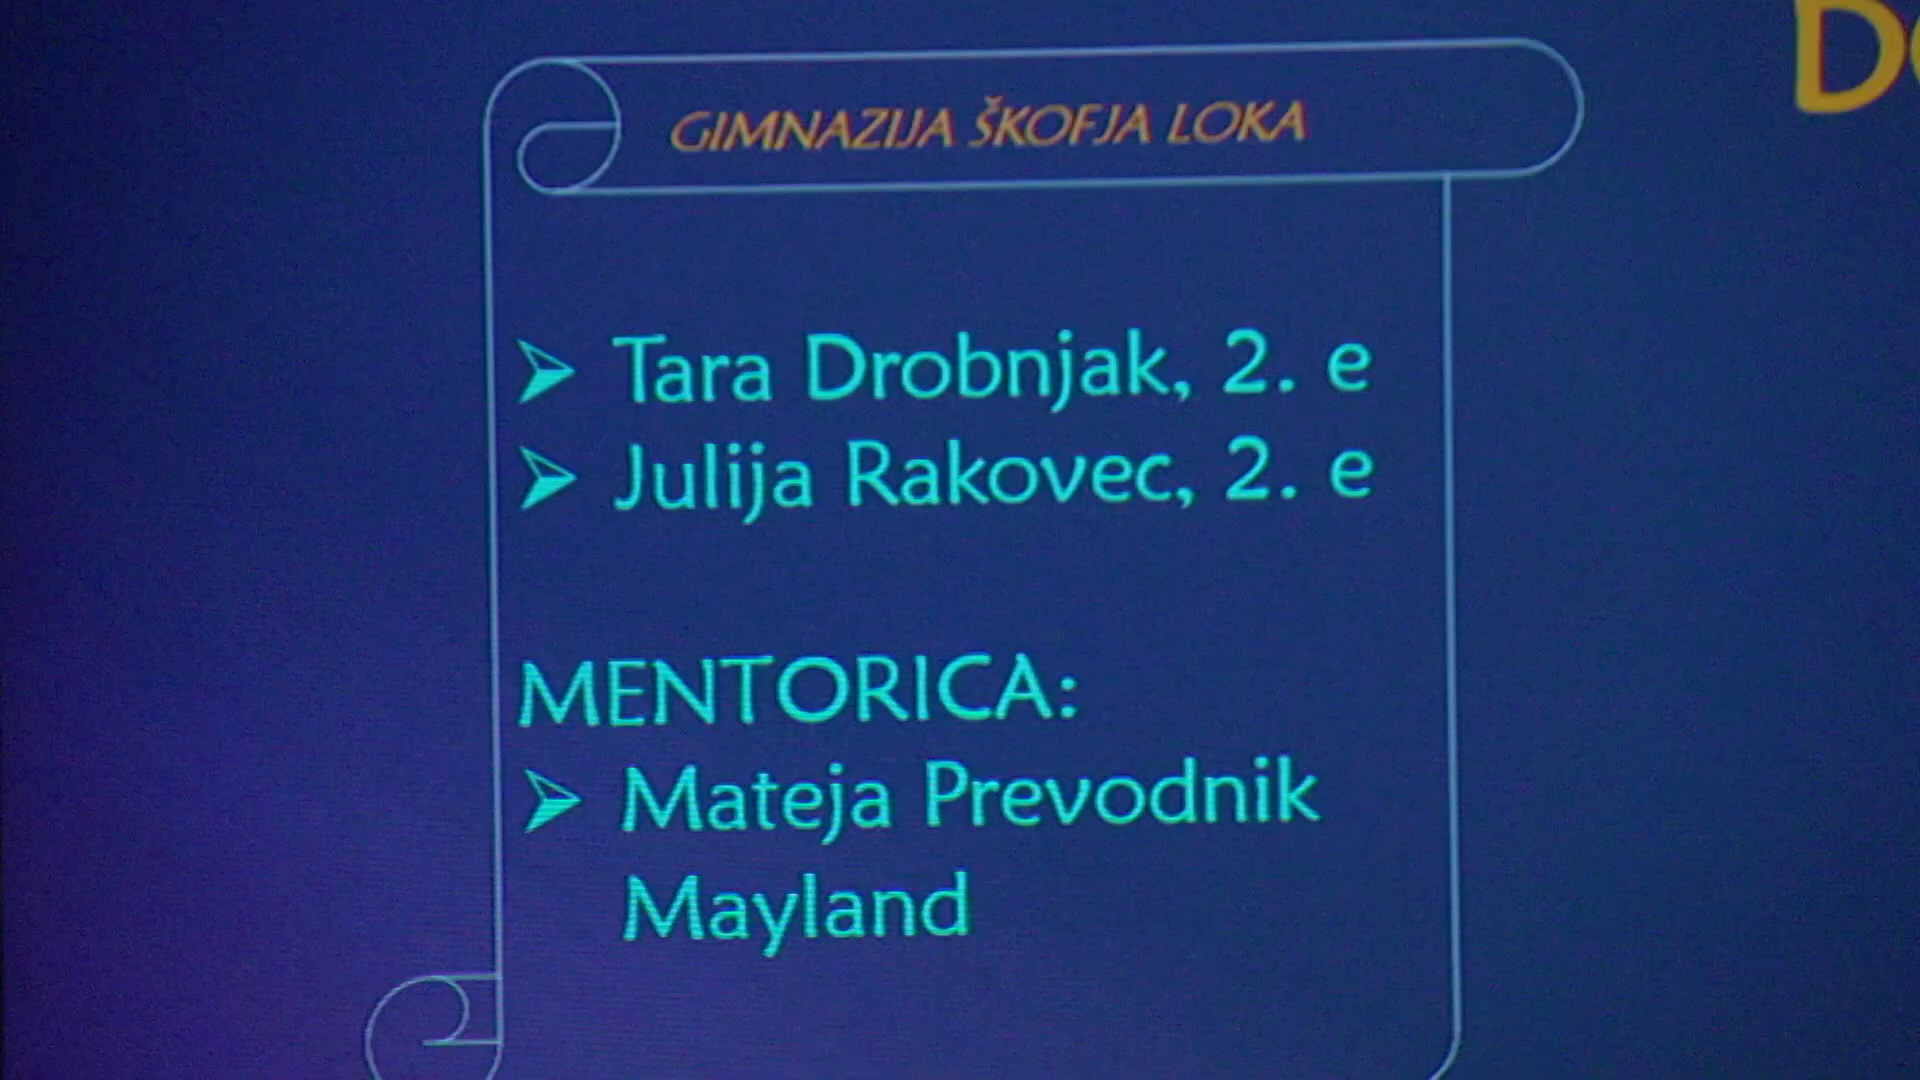 GIMNAZIJA ŠKOFJA LOKA
Tara Drobnjak, 2. e
Julija Rakovec, 2. e
MENTORICA:
Mateja Prevodnik
Mayland